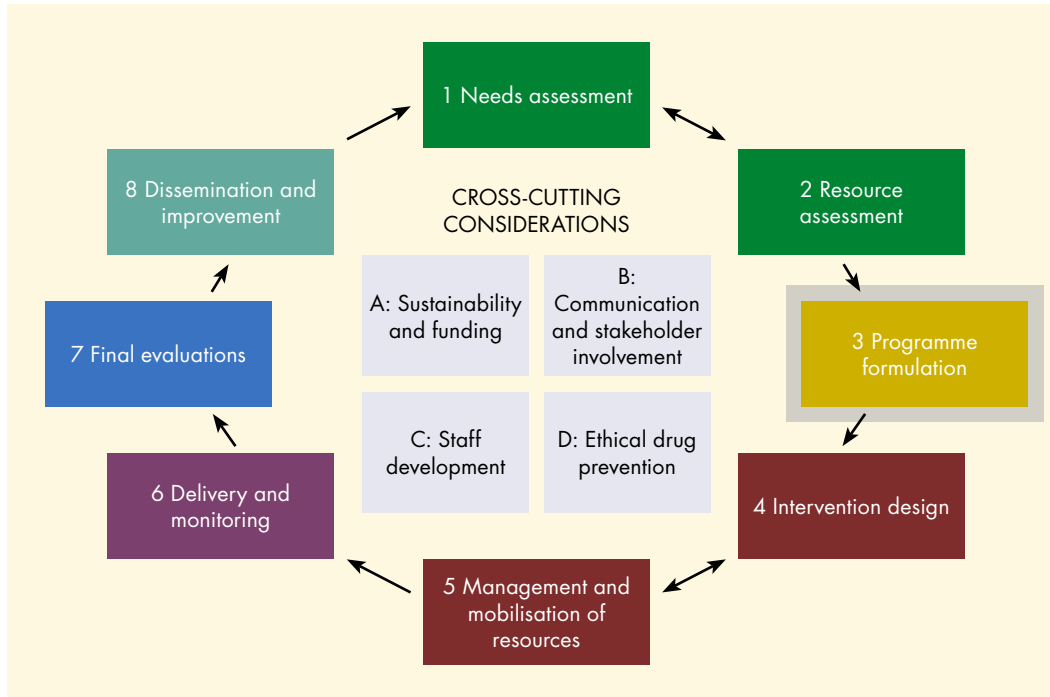 1 Needs assessment
2 Resource
assessment
3 Programme
formulation
4 Intervention design
5 Management and
mobilisation of
resources
6 Delivery and
monitoring
7 Final evaluations
8 Dissemination and
improvement
CROSS-CUTTING
CONSIDERATIONS
A: Sustainability
and funding
B:
Communication
and stakeholder
involvement
C: Staff
development
D: Ethical drug
prevention